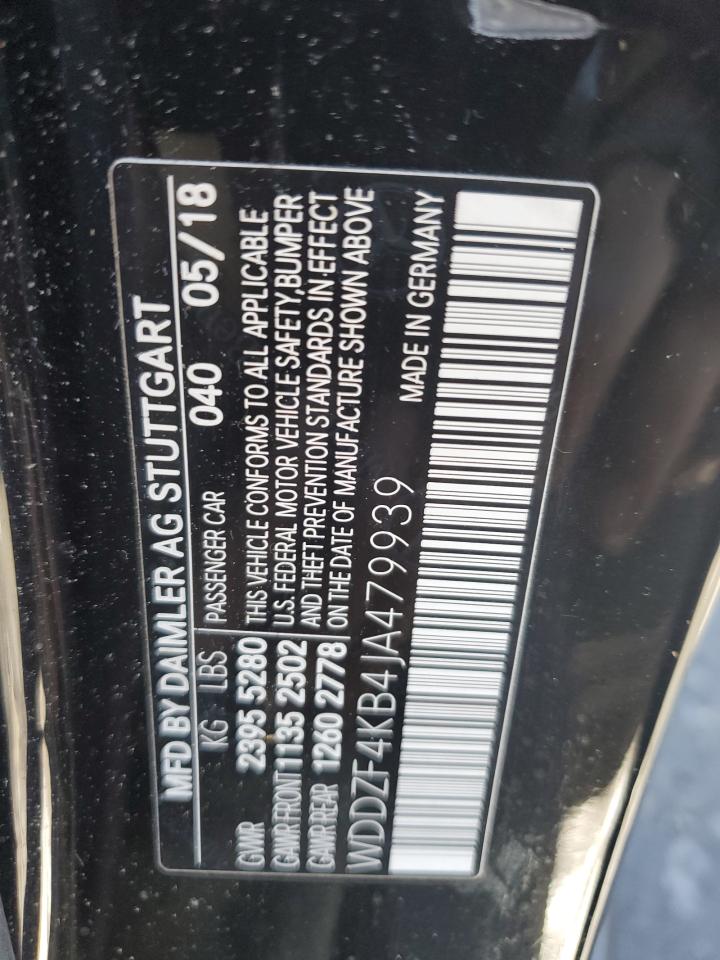 MFD BY DAIMLER AG STUTTGART
KG LBS PASSENGER CAR 040 05/18
GVWR 2395 5280 THIS VEHICLE CONFORMS TO ALL APPLICABLE
GAWR FRONT 1135 2502 U.S. FEDERAL MOTOR VEHICLE SAFETY, BUMPER
GAWR REAR 1260 2778 AND THEFT PREVENTION STANDARDS IN EFFECT
ON THE DATE OF MANUFACTURE SHOWN ABOVE
WDDZF4KB4JA479939 MADE IN GERMANY